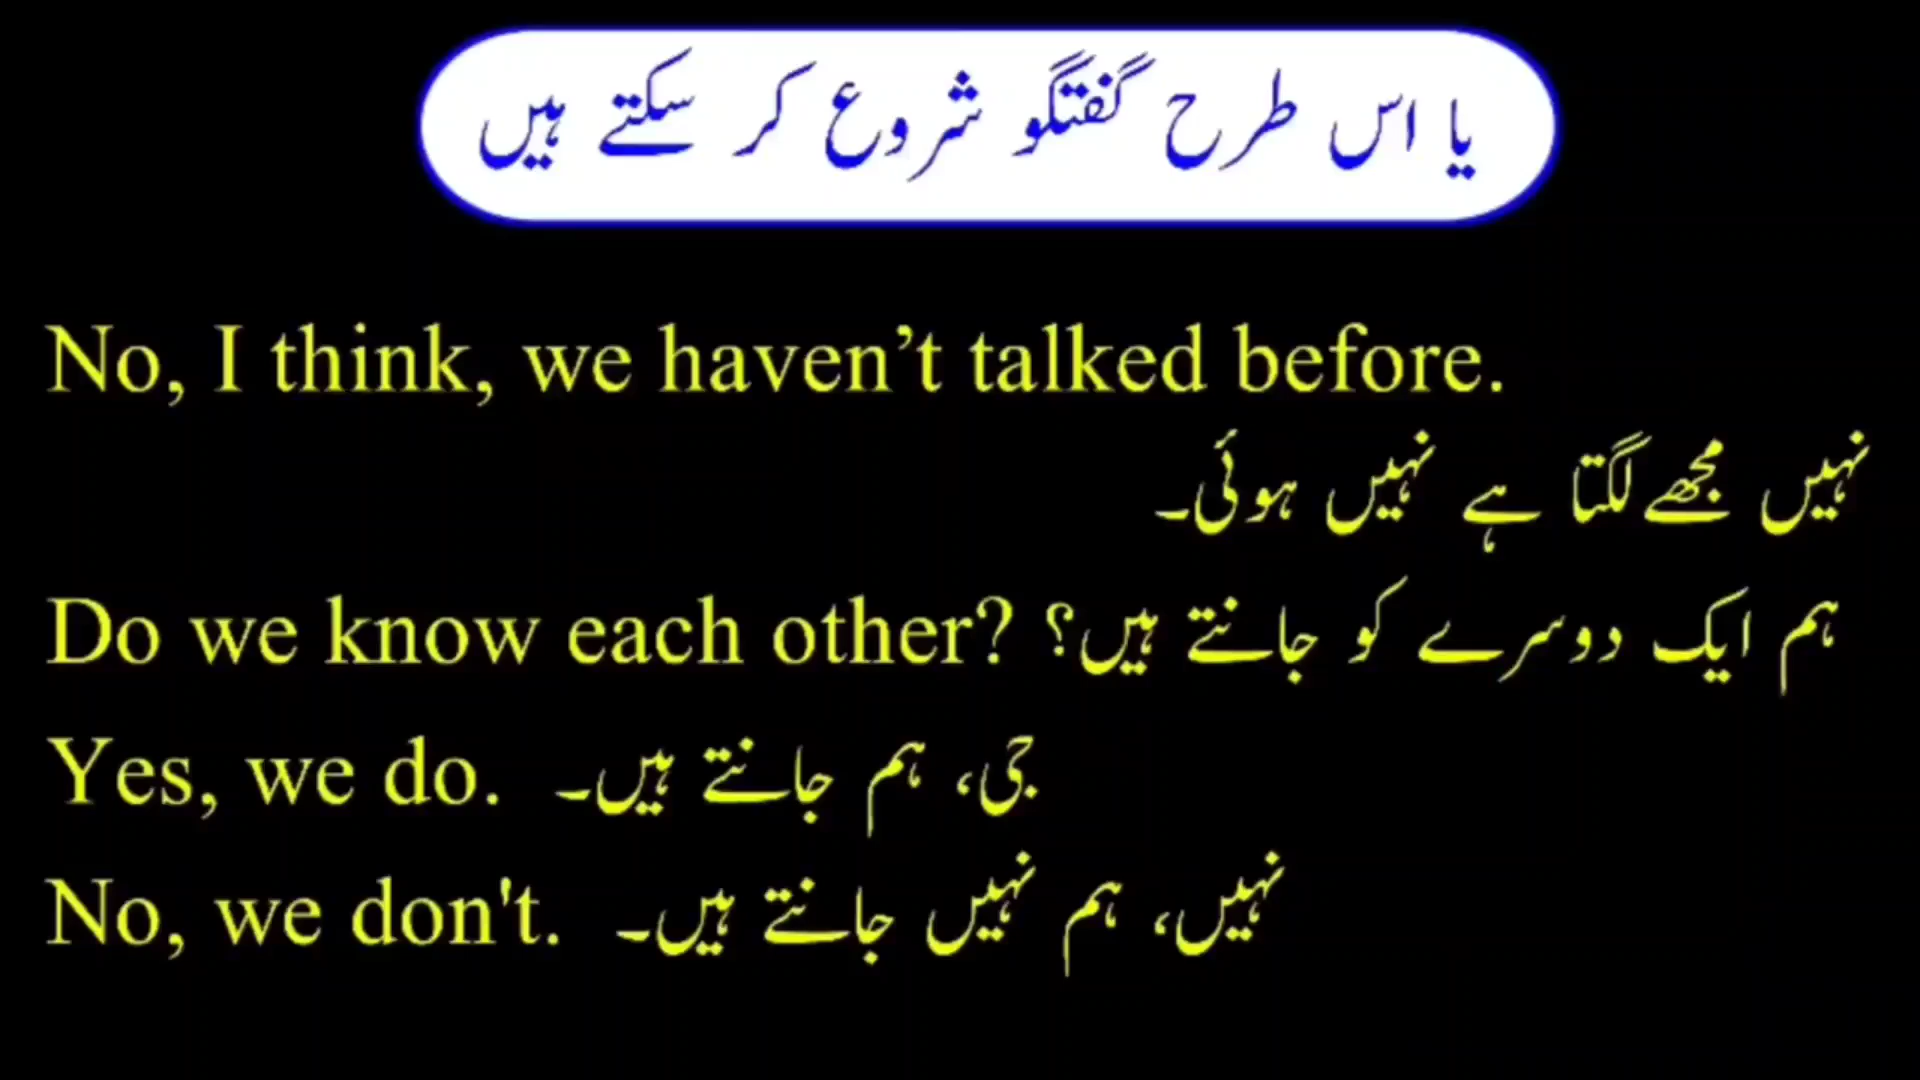 یا اس طرح گفتگو شروع کر سکتے ہیں
No, I think, we haven’t talked before.
نہیں مجھے لگتا ہے نہیں ہوئی۔
Do we know each other? ہم ایک دوسرے کو جانتے ہیں؟
Yes, we do. جی، ہم جانتے ہیں۔
No, we don't. نہیں، ہم نہیں جانتے ہیں۔